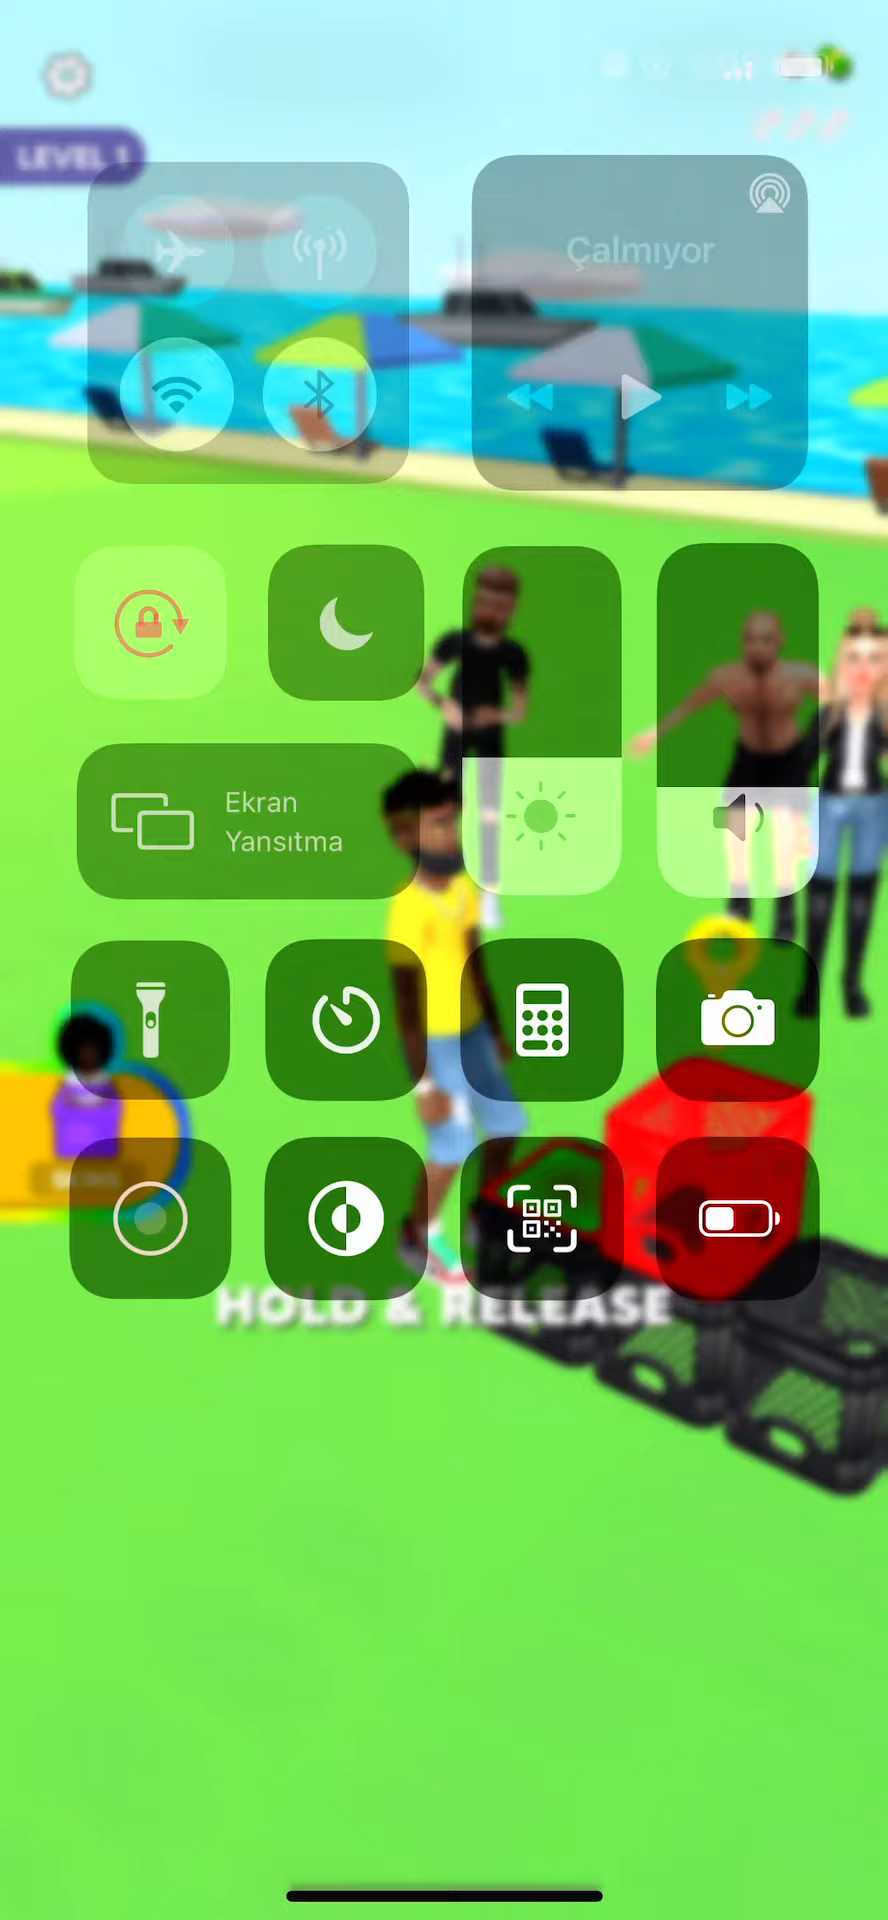 LEVEL 1
Çalmıyor
Ekran
Yansıtma
HOLD & RELEASE